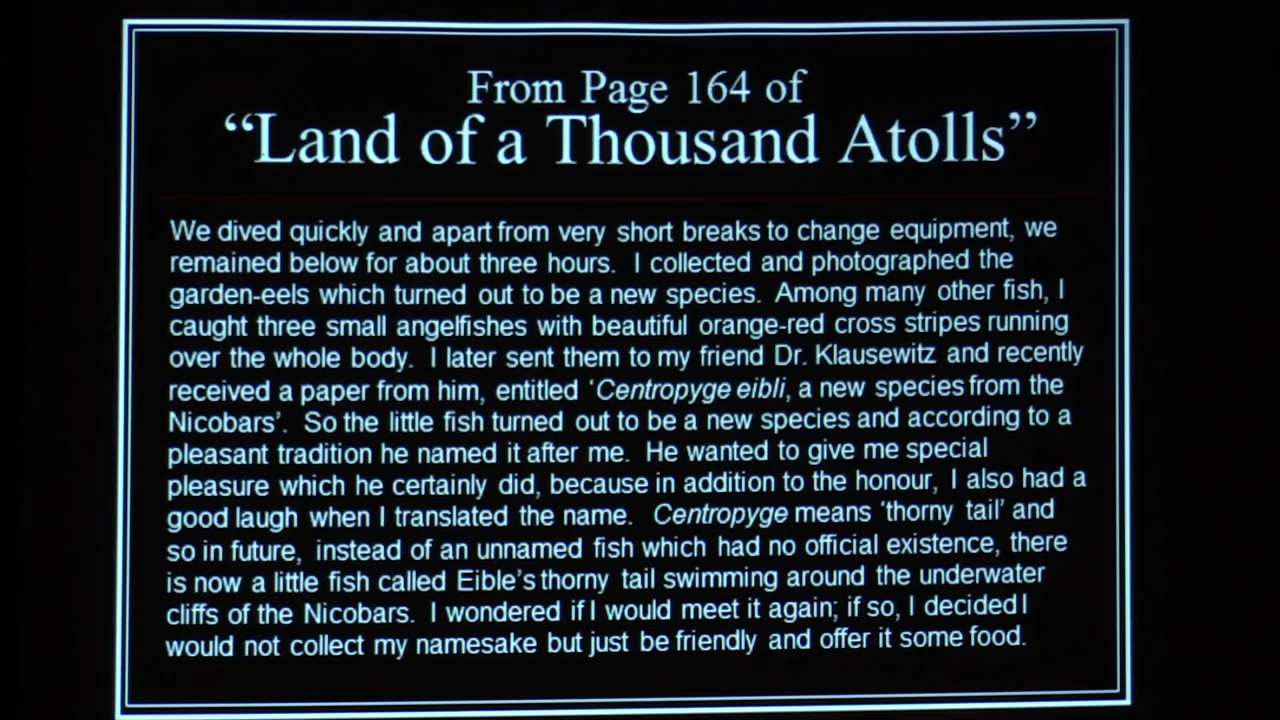 From Page 164 of
“Land of a Thousand Atolls”
We dived quickly and apart from very short breaks to change equipment, we
remained below for about three hours. I collected and photographed the
garden-eels which turned out to be a new species. Among many other fish, I
caught three small angelfishes with beautiful orange-red cross stripes running
over the whole body. I later sent them to my friend Dr. Klausewitz and recently
received a paper from him, entitled ‘Centropyge eibli, a new species from the
Nicobars’. So the little fish turned out to be a new species and according to a
pleasant tradition he named it after me. He wanted to give me special
pleasure which he certainly did, because in addition to the honour, I also had a
good laugh when I translated the name. Centropyge means ‘thorny tail’ and
so in future, instead of an unnamed fish which had no official existence, there
is now a little fish called Eible’s thorny tail swimming around the underwater
cliffs of the Nicobars. I wondered if I would meet it again; if so, I decided I
would not collect my namesake but just be friendly and offer it some food.